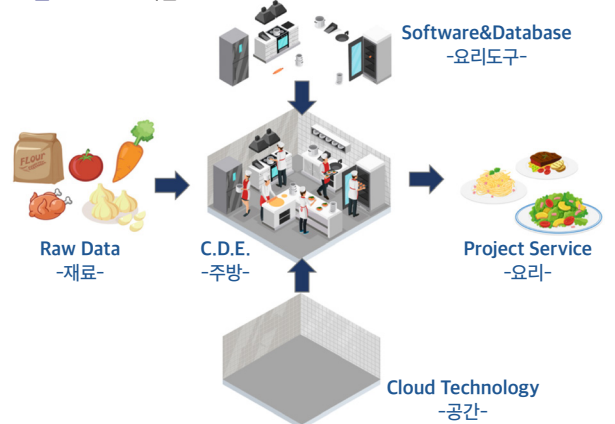 Software&Database
-요리도구-
FLOUR
Raw Data
-재료-
C.D.E.
-주방-
Project Service
-요리-
Cloud Technology
-공간-